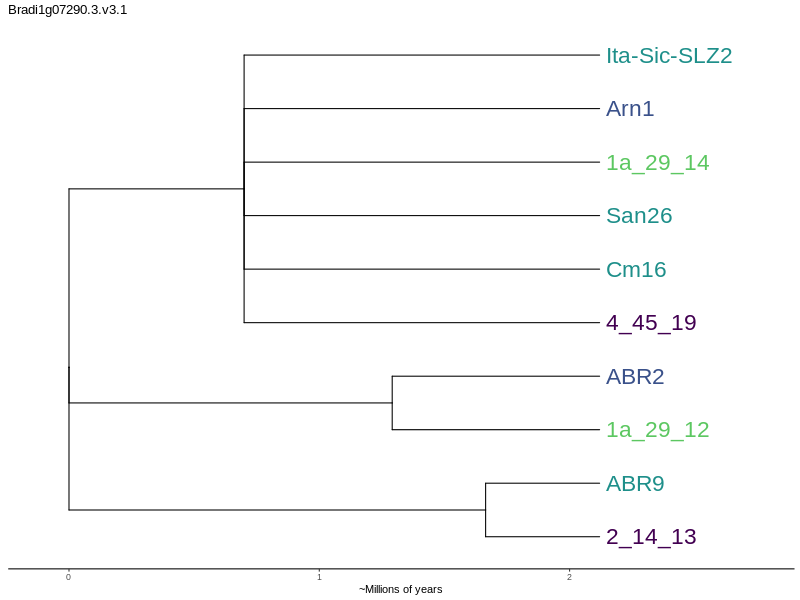 Bradi1g07290.3.v3.1
Ita-Sic-SLZ2
Arn1
1a_29_14
San26
Cm16
4_45_19
ABR2
1a_29_12
ABR9
2_14_13
0 1 2
~Millions of years